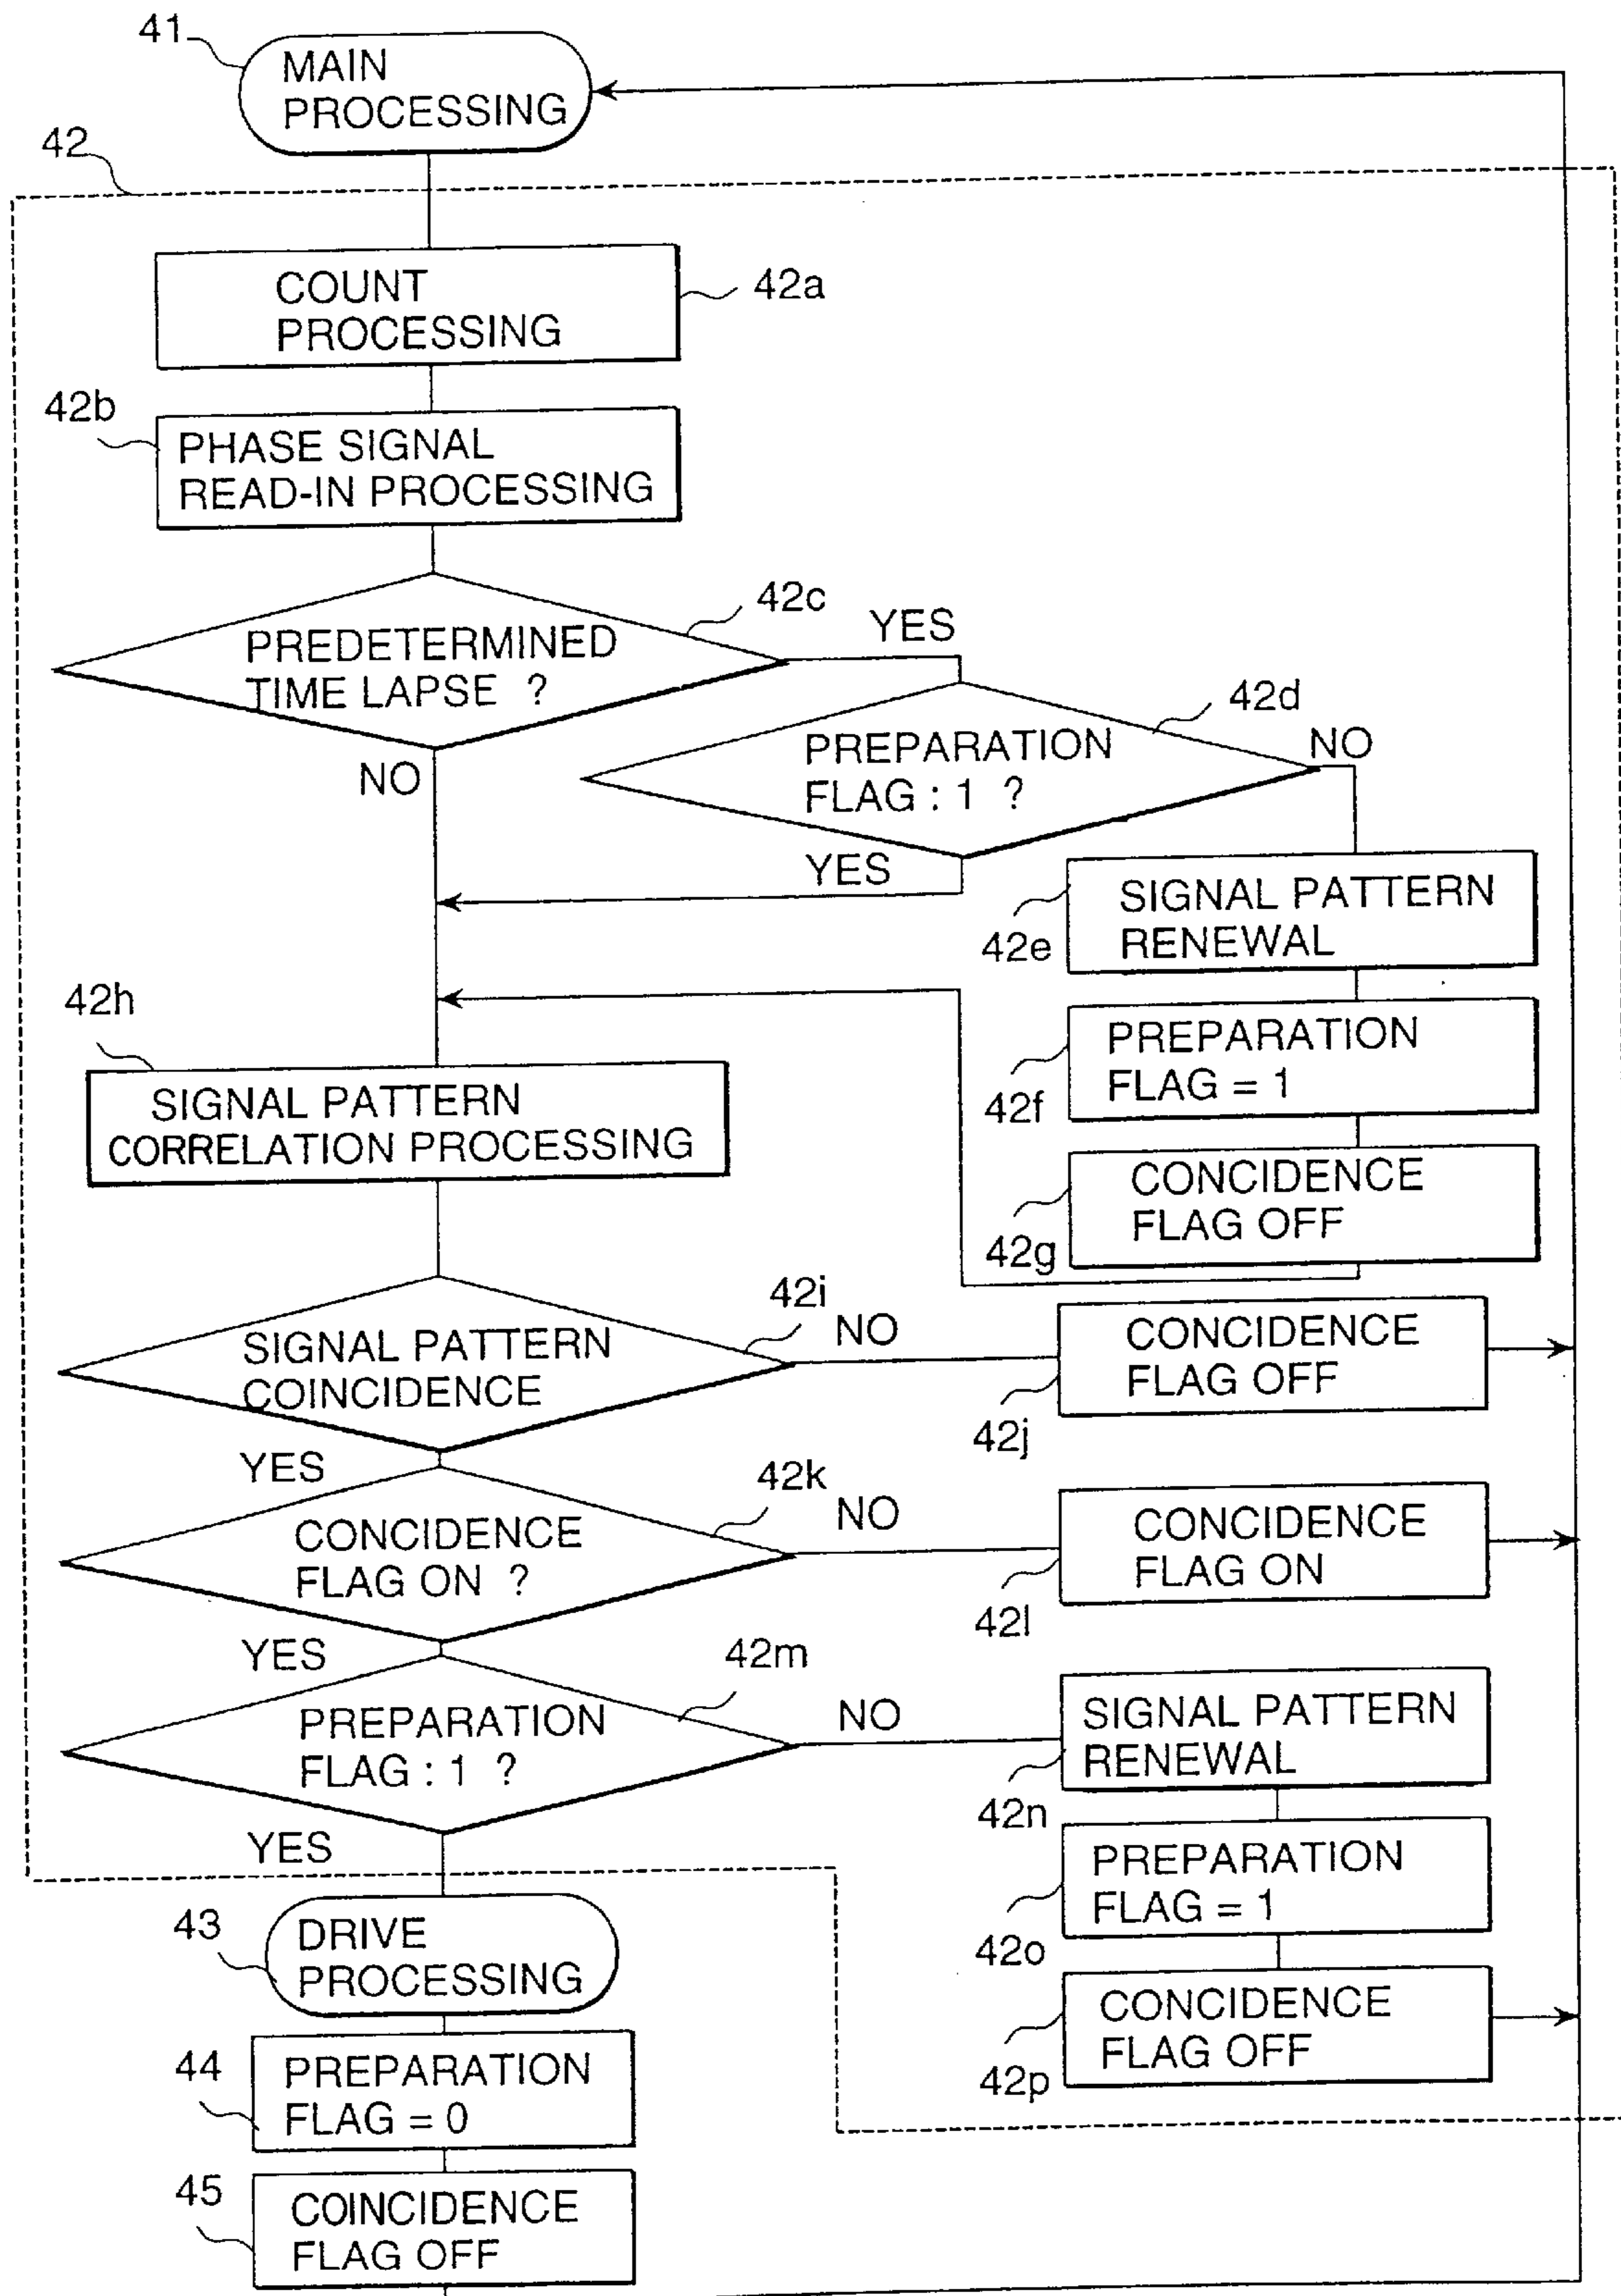 41
MAIN
PROCESSING
42
COUNT
PROCESSING
42a
42b
PHASE SIGNAL
READ-IN PROCESSING
42c
YES
PREDETERMINED
TIME LAPSE ?
NO
42d
NO
PREPARATION
FLAG : 1 ?
YES
SIGNAL PATTERN
RENEWAL
42e
PREPARATION
FLAG = 1
42f
CONCIDENCE
FLAG OFF
42g
42h
SIGNAL PATTERN
CORRELATION PROCESSING
42i
NO
SIGNAL PATTERN
COINCIDENCE
CONCIDENCE
FLAG OFF
42j
YES
42k
NO
CONCIDENCE
FLAG ON ?
CONCIDENCE
FLAG ON
42l
YES
42m
NO
PREPARATION
FLAG : 1 ?
SIGNAL PATTERN
RENEWAL
42n
YES
PREPARATION
FLAG = 1
42o
43
DRIVE
PROCESSING
CONCIDENCE
FLAG OFF
42p
44
PREPARATION
FLAG = 0
45
COINCIDENCE
FLAG OFF